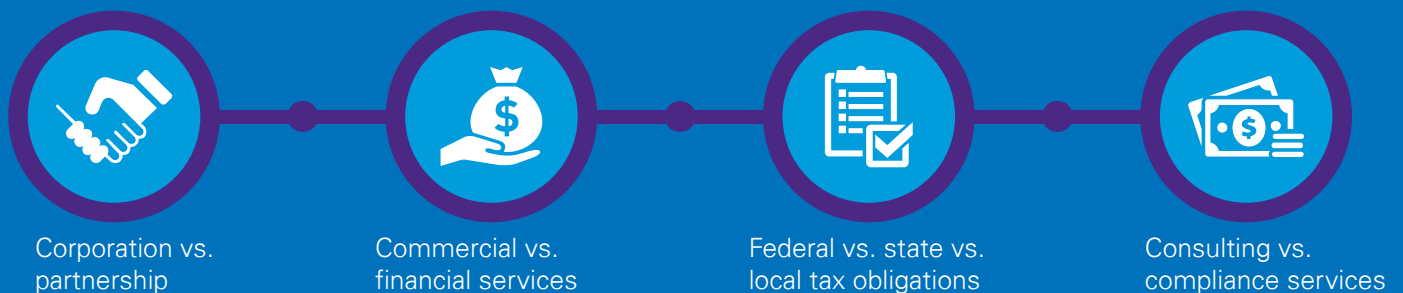 Corporation vs.
partnership
Commercial vs.
financial services
Federal vs. state vs.
local tax obligations
Consulting vs.
compliance services